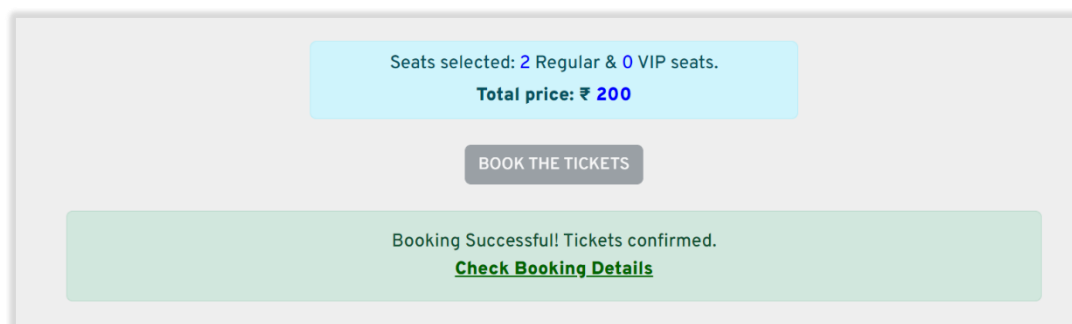 Seats selected: 2 Regular & 0 VIP seats.
Total price: ₹ 200
BOOK THE TICKETS
Booking Successful! Tickets confirmed.
Check Booking Details